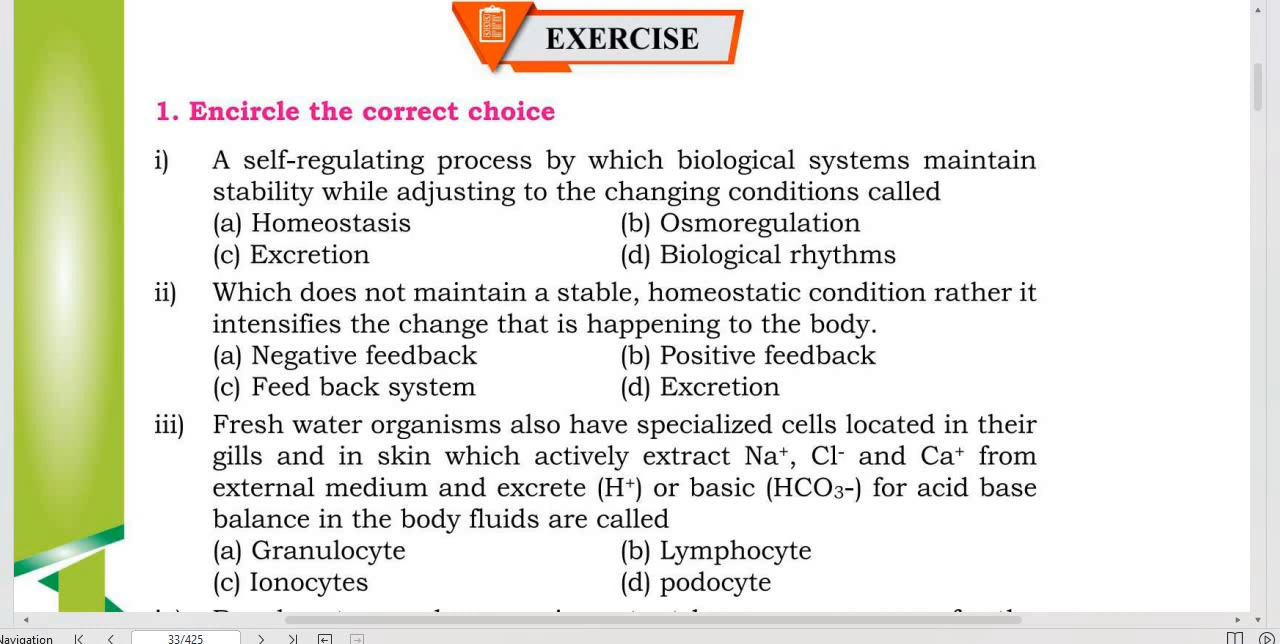 EXERCISE
1. Encircle the correct choice
i) A self-regulating process by which biological systems maintain
stability while adjusting to the changing conditions called
(a) Homeostasis (b) Osmoregulation
(c) Excretion (d) Biological rhythms
ii) Which does not maintain a stable, homeostatic condition rather it
intensifies the change that is happening to the body.
(a) Negative feedback (b) Positive feedback
(c) Feed back system (d) Excretion
iii) Fresh water organisms also have specialized cells located in their
gills and in skin which actively extract Na⁺, Cl⁻ and Ca⁺ from
external medium and excrete (H⁺) or basic (HCO₃-) for acid base
balance in the body fluids are called
(a) Granulocyte (b) Lymphocyte
(c) Ionocytes (d) podocyte
Navigation 33/425